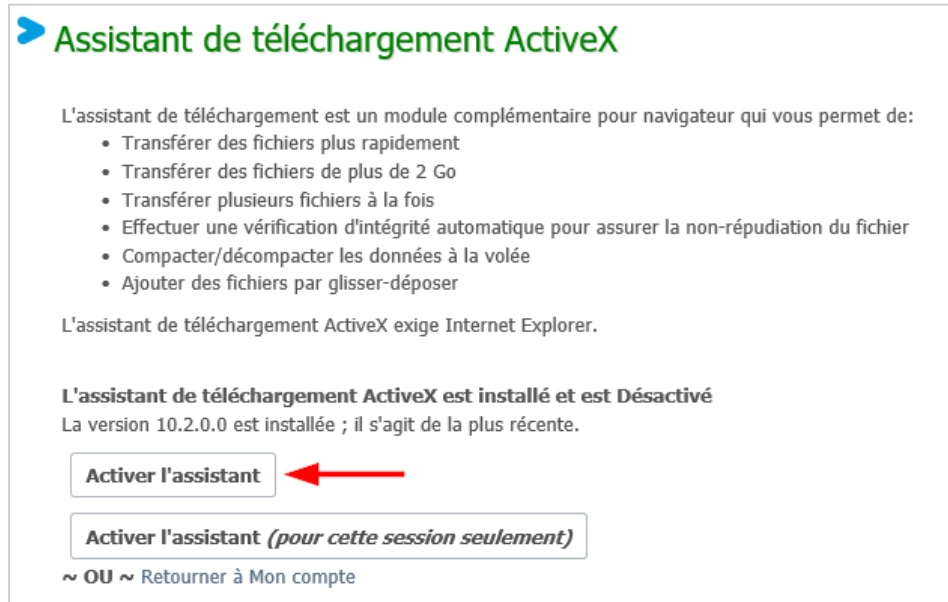 Assistant de téléchargement ActiveX
L'assistant de téléchargement est un module complémentaire pour navigateur qui vous permet de:
• Transférer des fichiers plus rapidement
• Transférer des fichiers de plus de 2 Go
• Transférer plusieurs fichiers à la fois
• Effectuer une vérification d'intégrité automatique pour assurer la non-répudiation du fichier
• Compacter/décompacter les données à la volée
• Ajouter des fichiers par glisser-déposer
L'assistant de téléchargement ActiveX exige Internet Explorer.
L'assistant de téléchargement ActiveX est installé et est Désactivé
La version 10.2.0.0 est installée ; il s'agit de la plus récente.
Activer l'assistant
Activer l'assistant (pour cette session seulement)
~ OU ~ Retourner à Mon compte